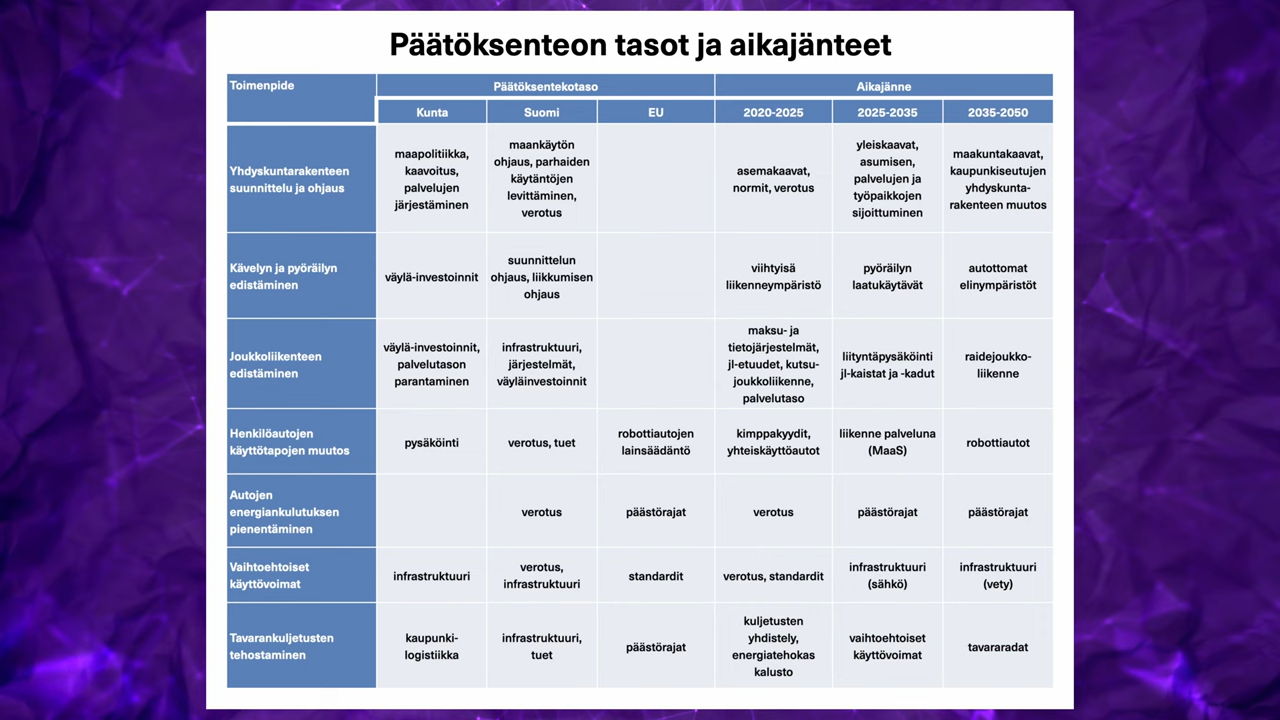 Päätöksenteon tasot ja aikajänteet
Toimenpide
Päätöksentekotaso
Aikajänne
Kunta
Suomi
EU
2020-2025
2025-2035
2035-2050
Yhdyskuntarakenteen
suunnittelu ja ohjaus
maapolitiikka,
kaavoitus,
palvelujen
järjestäminen
maankäytön
ohjaus, parhaiden
käytäntöjen
levittäminen,
verotus
asemakaavat,
normit, verotus
yleiskaavat,
asumisen,
palvelujen ja
työpaikkojen
sijoittuminen
maakuntakaavat,
kaupunkiseutujen
yhdyskunta-
rakenteen muutos
Kävelyn ja pyöräilyn
edistäminen
väylä-investoinnit
suunnittelun
ohjaus, liikkumisen
ohjaus
viihtyisä
liikenneympäristö
pyöräilyn
laatukäytävät
autottomat
elinympäristöt
Joukkoliikenteen
edistäminen
väylä-investoinnit,
palvelutason
parantaminen
infrastruktuuri,
järjestelmät,
väyläinvestoinnit
maksu- ja
tietojärjestelmät,
jl-etuudet, kutsu-
joukkoliikenne,
palvelutaso
liityntäpysäköinti
jl-kaistat ja -kadut
raidejoukko-
liikenne
Henkilöautojen
käyttötapojen muutos
pysäköinti
verotus, tuet
robottiautojen
lainsäädäntö
kimppakyydit,
yhteiskäyttöautot
liikenne palveluna
(MaaS)
robottiautot
Autojen
energiankulutuksen
pienentäminen
verotus
päästörajat
verotus
päästörajat
päästörajat
Vaihtoehtoiset
käyttövoimat
infrastruktuuri
verotus,
infrastruktuuri
standardit
verotus, standardit
infrastruktuuri
(sähkö)
infrastruktuuri
(vety)
Tavarankuljetusten
tehostaminen
kaupunki-
logistiikka
infrastruktuuri,
tuet
päästörajat
kuljetusten
yhdistely,
energiatehokas
kalusto
vaihtoehtoiset
käyttövoimat
tavararadat